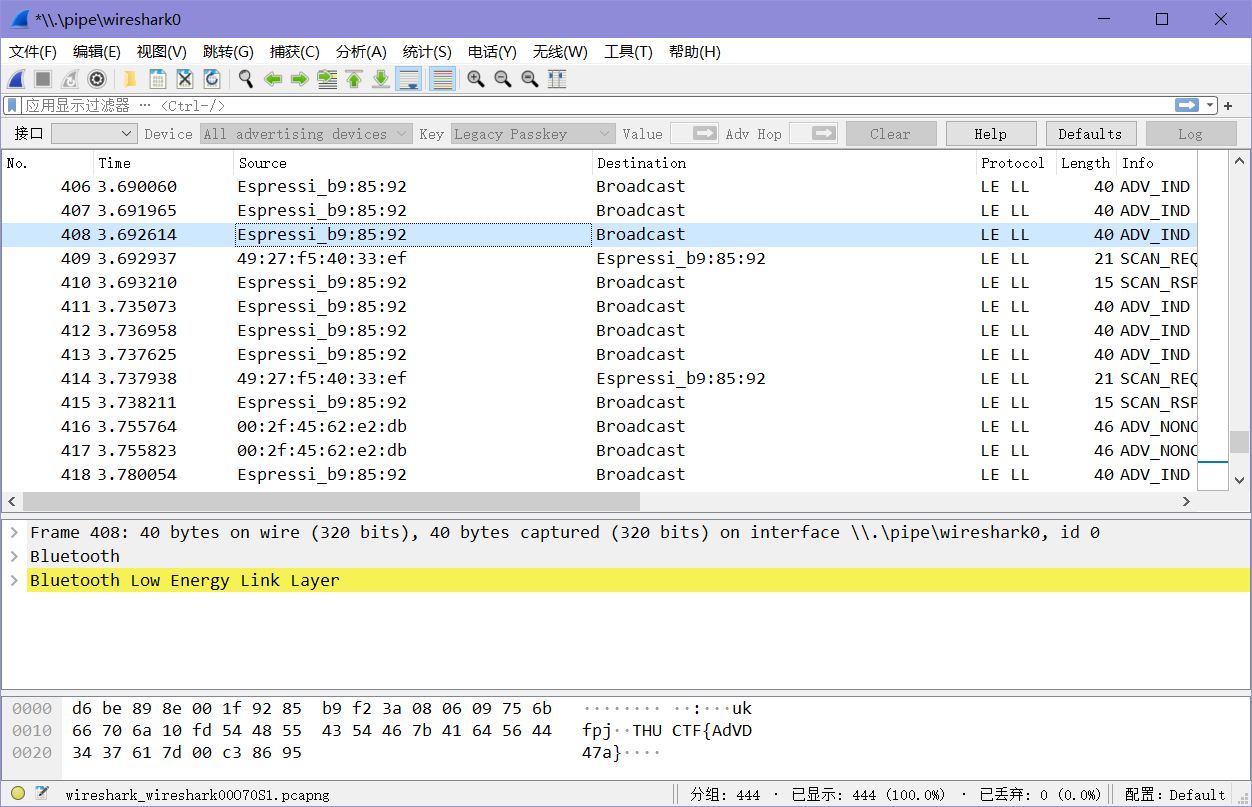 *\\.\pipe\wireshark0
文件(F) 编辑(E) 视图(V) 跳转(G) 捕获(C) 分析(A) 统计(S) 电话(Y) 无线(W) 工具(T) 帮助(H)
应用显示过滤器 … <Ctrl-/>
接口 Device All advertising devices Key Legacy Passkey Value Adv Hop Clear Help Defaults Log
No. Time Source Destination Protocol Length Info
406 3.690060 Espressi_b9:85:92 Broadcast LE LL 40 ADV_IND
407 3.691965 Espressi_b9:85:92 Broadcast LE LL 40 ADV_IND
408 3.692614 Espressi_b9:85:92 Broadcast LE LL 40 ADV_IND
409 3.692937 49:27:f5:40:33:ef Espressi_b9:85:92 LE LL 21 SCAN_REQ
410 3.693210 Espressi_b9:85:92 Broadcast LE LL 15 SCAN_RSP
411 3.735073 Espressi_b9:85:92 Broadcast LE LL 40 ADV_IND
412 3.736958 Espressi_b9:85:92 Broadcast LE LL 40 ADV_IND
413 3.737625 Espressi_b9:85:92 Broadcast LE LL 40 ADV_IND
414 3.737938 49:27:f5:40:33:ef Espressi_b9:85:92 LE LL 21 SCAN_REQ
415 3.738211 Espressi_b9:85:92 Broadcast LE LL 15 SCAN_RSP
416 3.755764 00:2f:45:62:e2:db Broadcast LE LL 46 ADV_NONC
417 3.755823 00:2f:45:62:e2:db Broadcast LE LL 46 ADV_NONC
418 3.780054 Espressi_b9:85:92 Broadcast LE LL 40 ADV_IND
Frame 408: 40 bytes on wire (320 bits), 40 bytes captured (320 bits) on interface \\.\pipe\wireshark0, id 0
Bluetooth
Bluetooth Low Energy Link Layer
0000 d6 be 89 8e 00 1f 92 85 b9 f2 3a 08 06 09 75 6b ········ ··:···uk
0010 66 70 6a 10 fd 54 48 55 43 54 46 7b 41 64 56 44 fpj··THU CTF{AdVD
0020 34 37 61 7d 00 c3 86 95 47a}····
wireshark_wireshark0O70S1.pcapng 分组: 444 · 已显示: 444 (100.0%) · 已丢弃: 0 (0.0%) 配置: Default